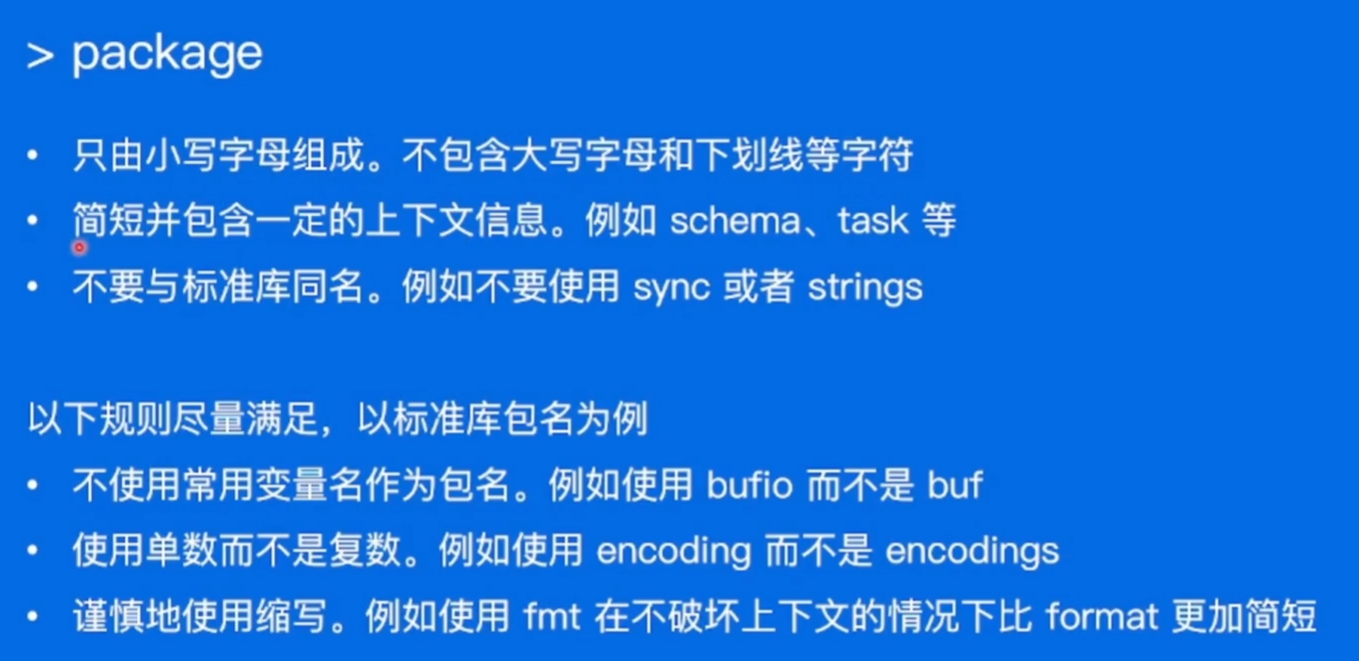 > package
• 只由小写字母组成。不包含大写字母和下划线等字符
• 简短并包含一定的上下文信息。例如 schema、task 等
• 不要与标准库同名。例如不要使用 sync 或者 strings
以下规则尽量满足，以标准库包名为例
• 不使用常用变量名作为包名。例如使用 bufio 而不是 buf
• 使用单数而不是复数。例如使用 encoding 而不是 encodings
• 谨慎地使用缩写。例如使用 fmt 在不破坏上下文的情况下比 format 更加简短